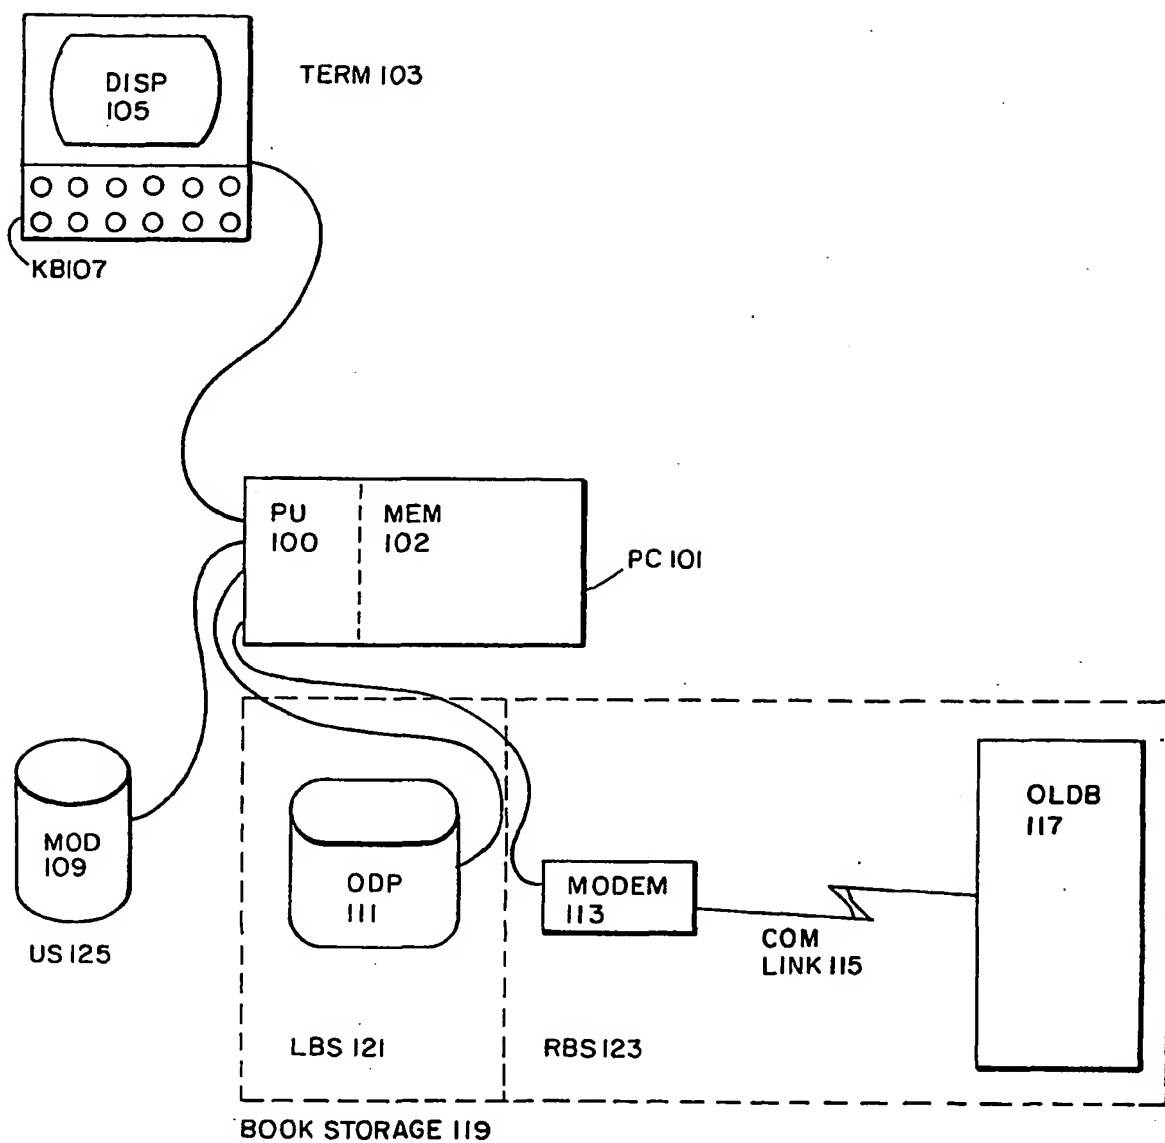 DISP
105
TERM 103
KB107
PU
100
MEM
102
PC 101
MOD
109
US 125
ODP
111
MODEM
113
COM
LINK 115
OLDB
117
LBS 121
RBS 123
BOOK STORAGE 119